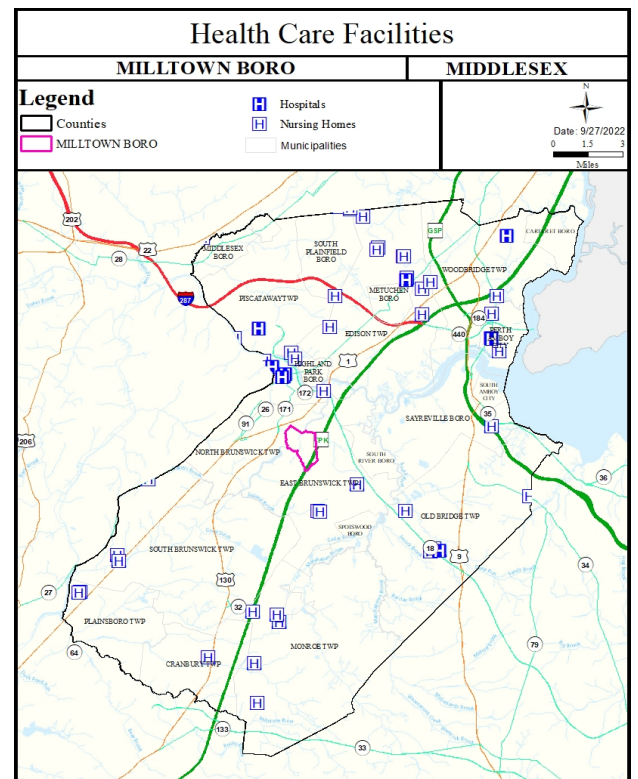 Health Care Facilities
MILLTOWN BORO
MIDDLESEX
Legend
Counties
MILLTOWN BORO
H Hospitals
H Nursing Homes
Municipalities
N
Date: 9/27/2022
0 1.5 3
Miles
202
22
28
MIDDLESEX
BORO
SOUTH
PLAINFIELD
BORO
GSP
CARTERET BORO
287
PISCATAWAY TWP
METUCHEN
BORO
WOODBRIDGE TWP
EDISON TWP
440
184
PERTH
AMBOY
1
HIGHLAND
PARK
BORO
172
SOUTH
AMBOY
CITY
26
171
91
35
SAYREVILLE BORO
206
NORTH BRUNSWICK TWP
TPK
SOUTH
RIVER BORO
36
EAST BRUNSWICK TWP
SPOTSWOOD
BORO
OLD BRIDGE TWP
SOUTH BRUNSWICK TWP
18
9
130
34
27
32
PLAINSBORO TWP
79
64
MONROE TWP
CRANBURY TWP
133
33